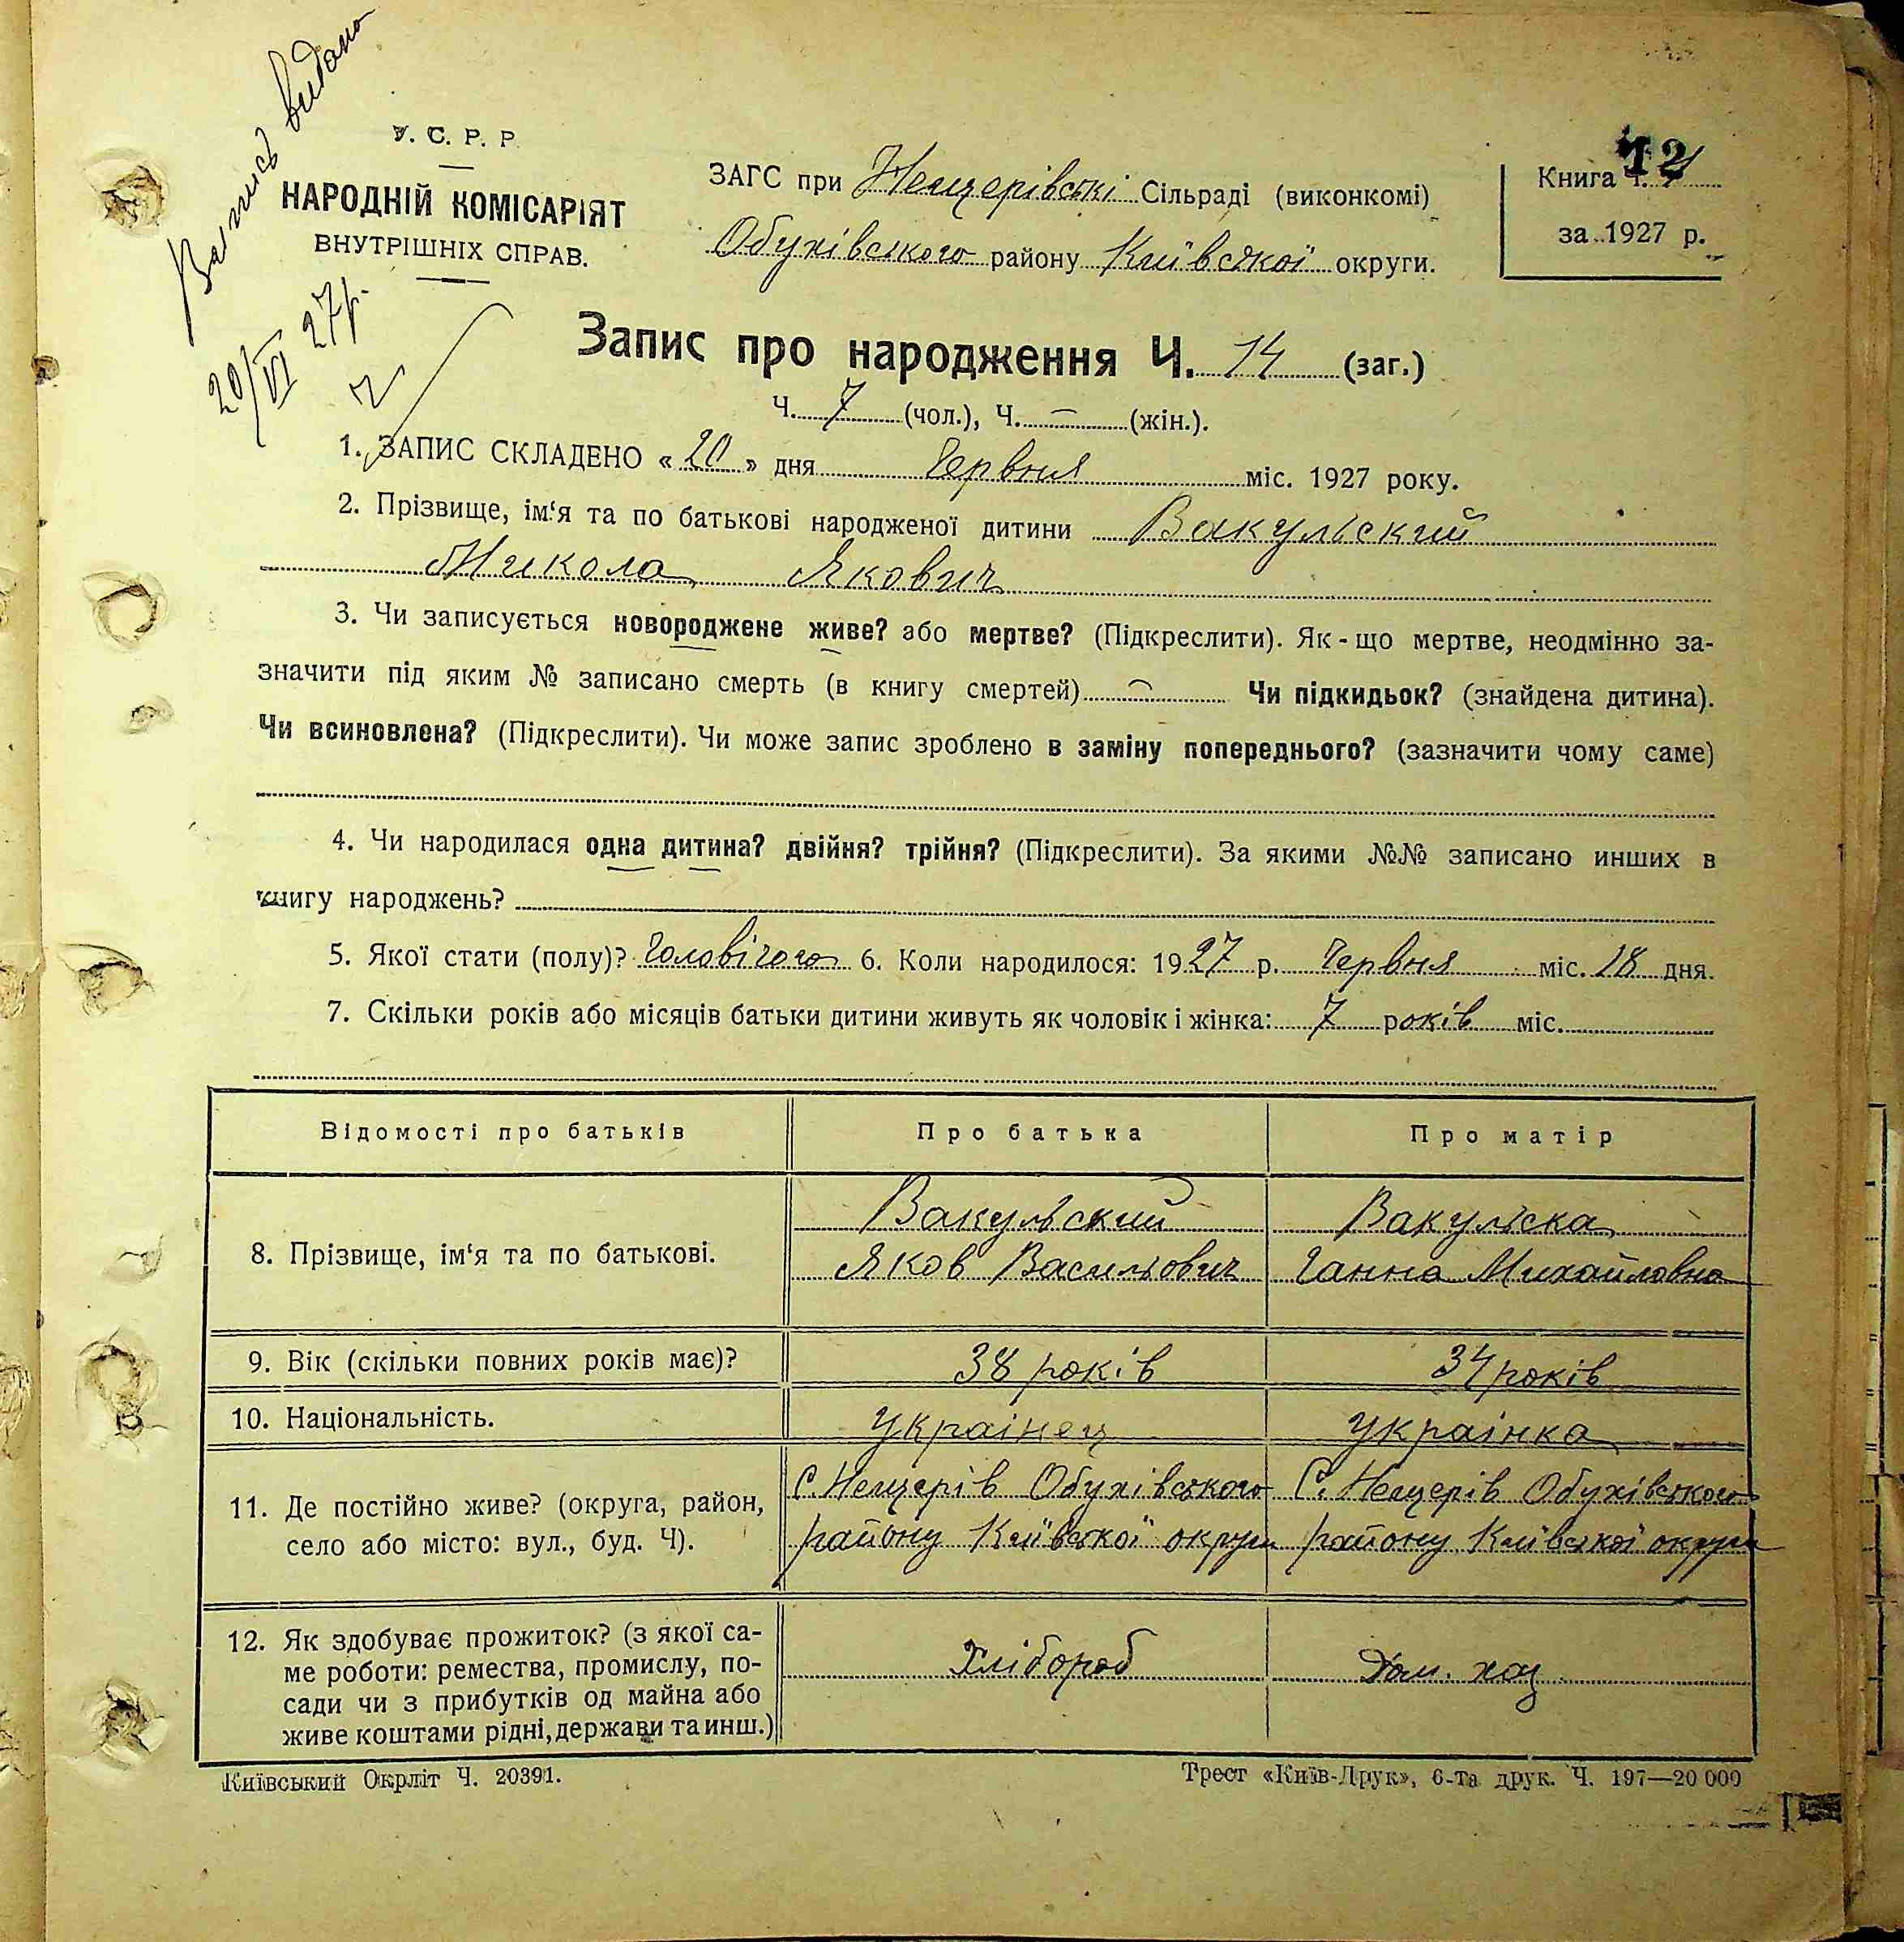 Випись видано
20/VI 27р.
У. С. Р. Р.
НАРОДНІЙ КОМІСАРІЯТ
ВНУТРІШНІХ СПРАВ.
ЗАГС при Нещерівські Сільраді (виконкомі)
Обухівського району Київської округи.
12
Книга ч.
за 1927 р.
Запис про народження Ч. 14 (заг.)
Ч. 7 (чол.), Ч. — (жін.).
1. ЗАПИС СКЛАДЕНО « 20 » дня Червня міс. 1927 року.
2. Прізвище, ім‘я та по батькові народженої дитини Вакульский
Микола Якович
3. Чи записується новороджене живе? або мертве? (Підкреслити). Як-що мертве, неодмінно за-
значити під яким № записано смерть (в книгу смертей) — Чи підкидьок? (знайдена дитина).
Чи всиновлена? (Підкреслити). Чи може запис зроблено в заміну попереднього? (зазначити чому саме)
4. Чи народилася одна дитина? двійня? трійня? (Підкреслити). За якими №№ записано инших в
книгу народжень?
5. Якої стати (полу)? Чоловічого 6. Коли народилося: 1927 р. Червня міс. 18 дня.
7. Скільки років або місяців батьки дитини живуть як чоловік і жінка: 7 років міс.
Відомості про батьків Про батька Про матір
8. Прізвище, ім‘я та по батькові.
Вакульский
Яков Васильович
Вакульска
Ганна Михайловна
9. Вік (скільки повних років має)? 38 років 34 років
10. Національність. украінец украінка
11. Де постійно живе? (округа, район,
село або місто: вул., буд. Ч).
С. Нещерів Обухівського
району Київської округи
С. Нещерів Обухівського
району Київської округи
12. Як здобуває прожиток? (з якої са-
ме роботи: ремества, промислу, по-
сади чи з прибутків од майна або
живе коштами рідні, держави та инш.)
Хлібороб
Дом. хоз
Київський Окрліт Ч. 20391.
Трест «Київ-Друк», 6-та друк. Ч. 197—20 000